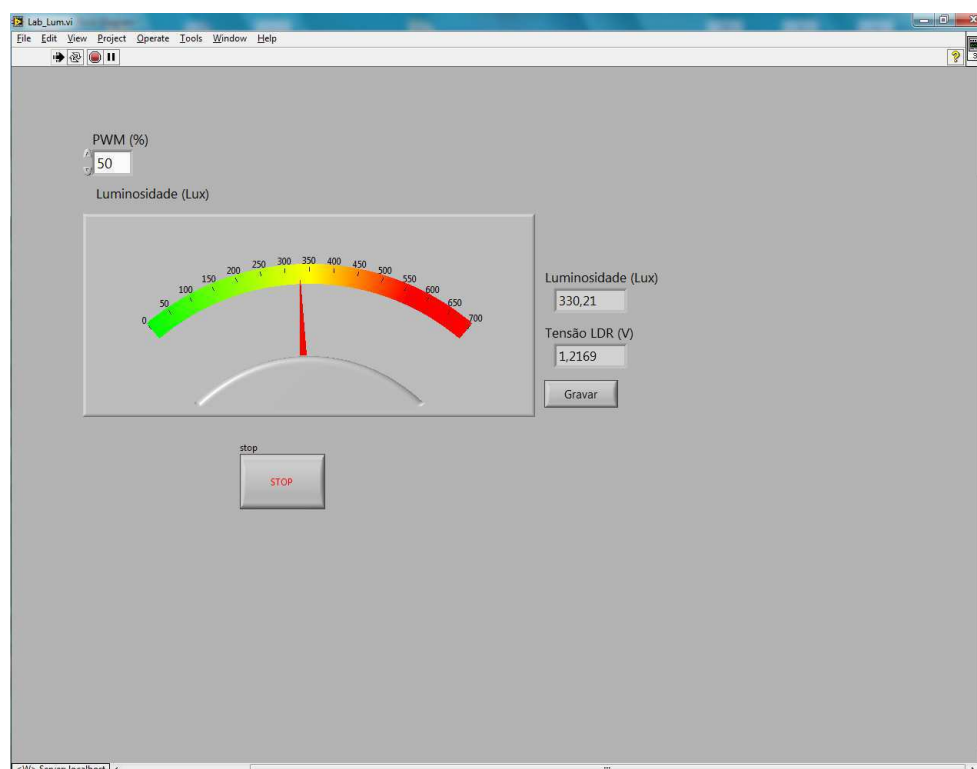 Lab_Lum.vi
File Edit View Project Operate Tools Window Help
PWM (%)
50
Luminosidade (Lux)
0 50 100 150 200 250 300 350 400 450 500 550 600 650 700
Luminosidade (Lux)
330,21
Tensão LDR (V)
1,2169
Gravar
stop
STOP